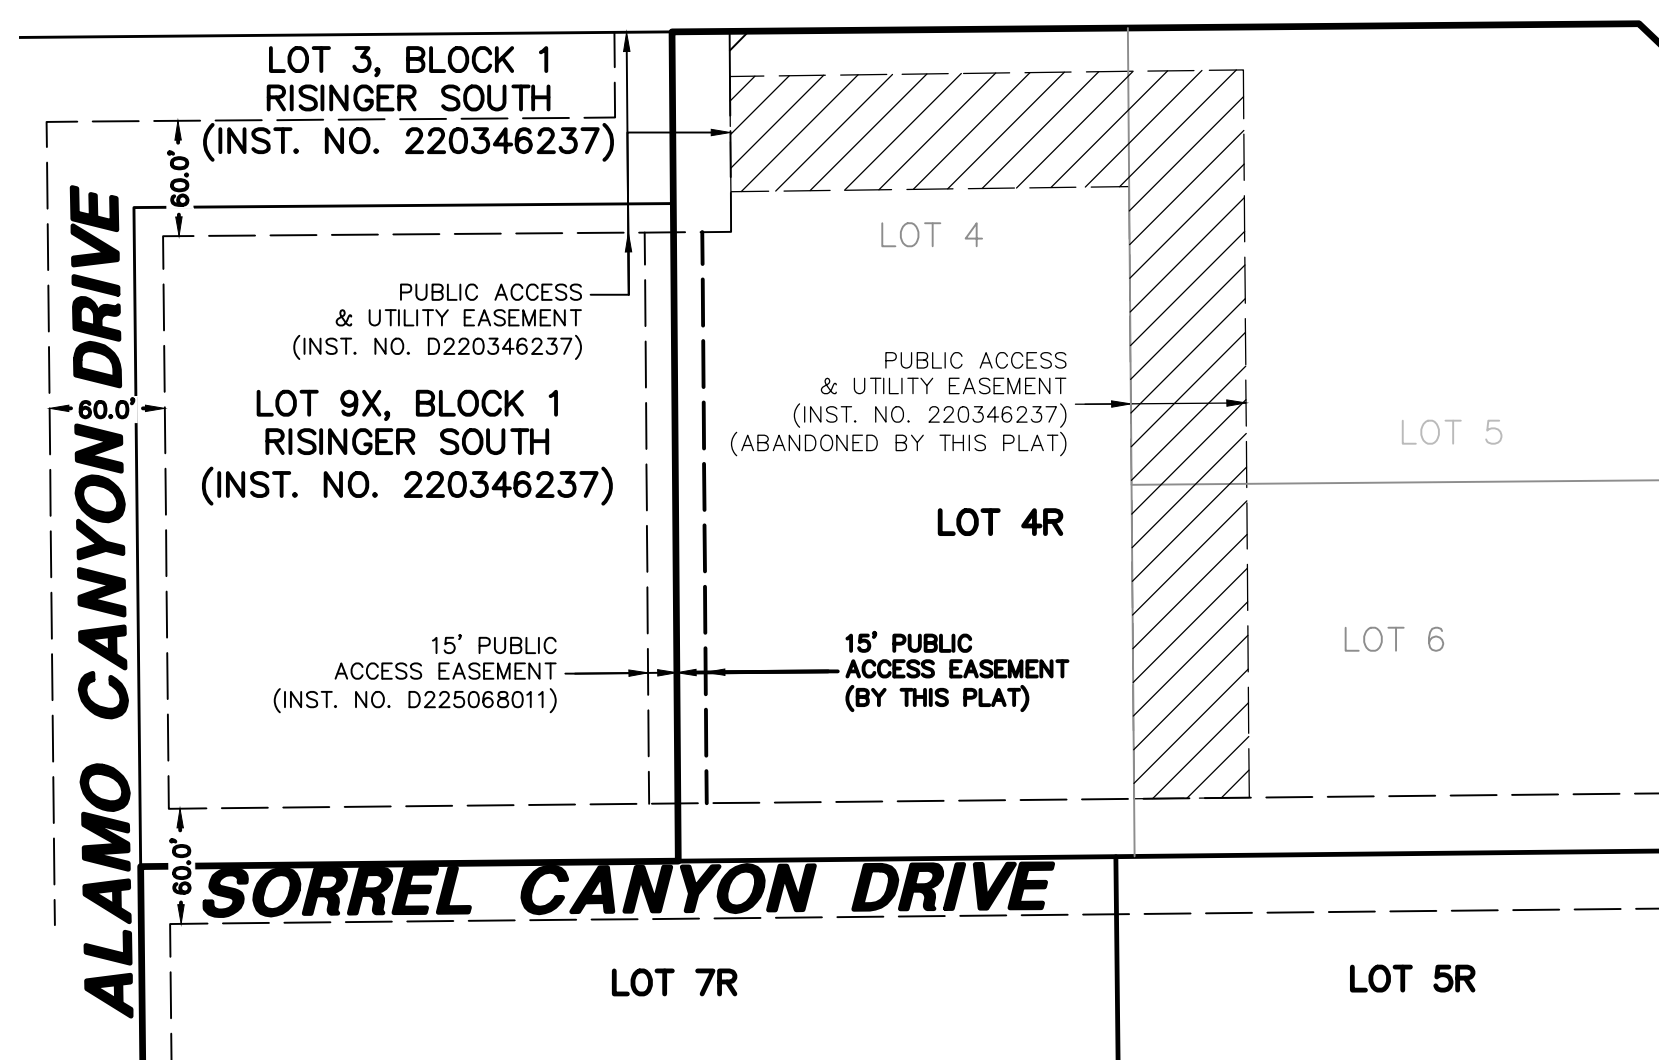 LOT 3, BLOCK 1
RISINGER SOUTH
(INST. NO. 220346237)
60.0'
ALAMO CANYON DRIVE
LOT 4
PUBLIC ACCESS
& UTILITY EASEMENT
(INST. NO. D220346237)
PUBLIC ACCESS
& UTILITY EASEMENT
(INST. NO. 220346237)
(ABANDONED BY THIS PLAT)
60.0'
LOT 9X, BLOCK 1
RISINGER SOUTH
(INST. NO. 220346237)
LOT 5
LOT 4R
15' PUBLIC
ACCESS EASEMENT
(INST. NO. D225068011)
15' PUBLIC
ACCESS EASEMENT
(BY THIS PLAT)
LOT 6
60.0'
SORREL CANYON DRIVE
LOT 7R
LOT 5R